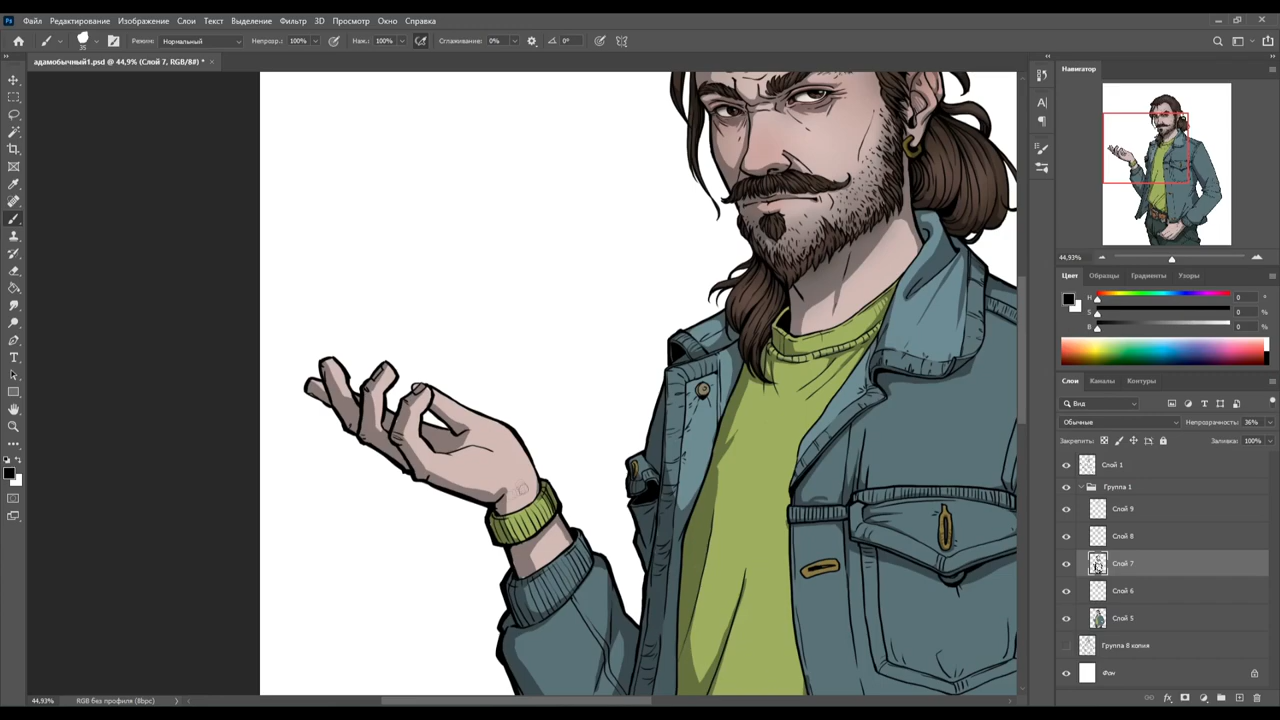 Ps Файл Редактирование Изображение Слои Текст Выделение Фильтр 3D Просмотр Окно Справка
35 Режим: Нормальный Непрозр.: 100% Наж.: 100% Сглаживание: 0% 0°
адамобычный1.psd @ 44,9% (Слой 7, RGB/8#) *
Навигатор
44,93%
Цвет Образцы Градиенты Узоры
H 0 °
S 0 %
B 0 %
Слои Каналы Контуры
Вид
Обычные Непрозрачность: 36%
Закрепить: Заливка: 100%
Слой 1
Группа 1
Слой 9
Слой 8
Слой 7
Слой 6
Слой 5
Группа 8 копия
Фон
44,93% RGB без профиля (8bpc)